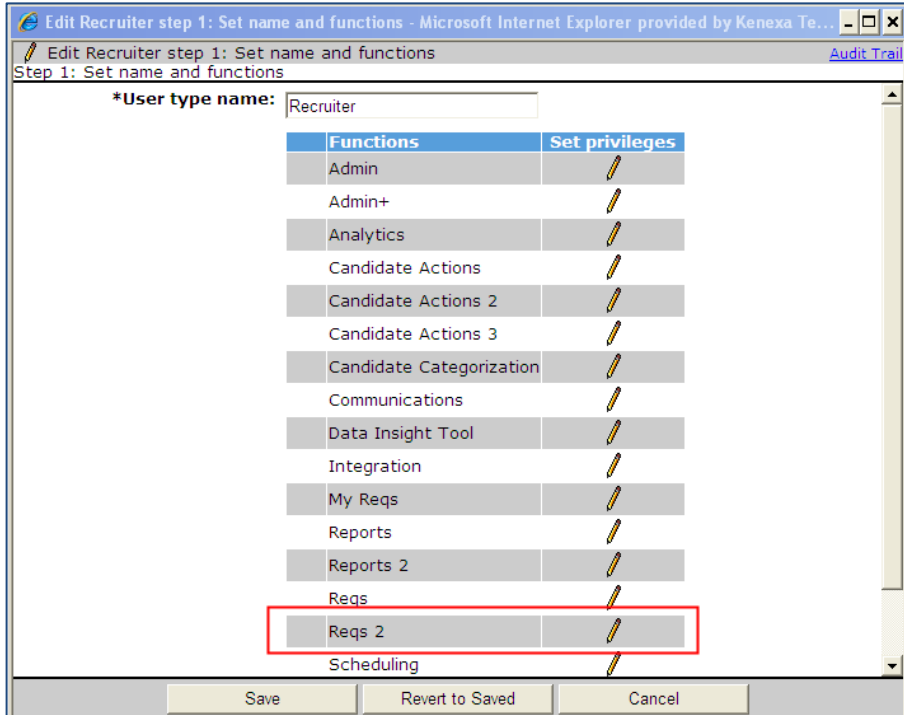 Edit Recruiter step 1: Set name and functions - Microsoft Internet Explorer provided by Kenexa Te...
Edit Recruiter step 1: Set name and functions Audit Trail
Step 1: Set name and functions
*User type name: Recruiter
Functions Set privileges
Admin
Admin+
Analytics
Candidate Actions
Candidate Actions 2
Candidate Actions 3
Candidate Categorization
Communications
Data Insight Tool
Integration
My Reqs
Reports
Reports 2
Reqs
Reqs 2
Scheduling
Save Revert to Saved Cancel